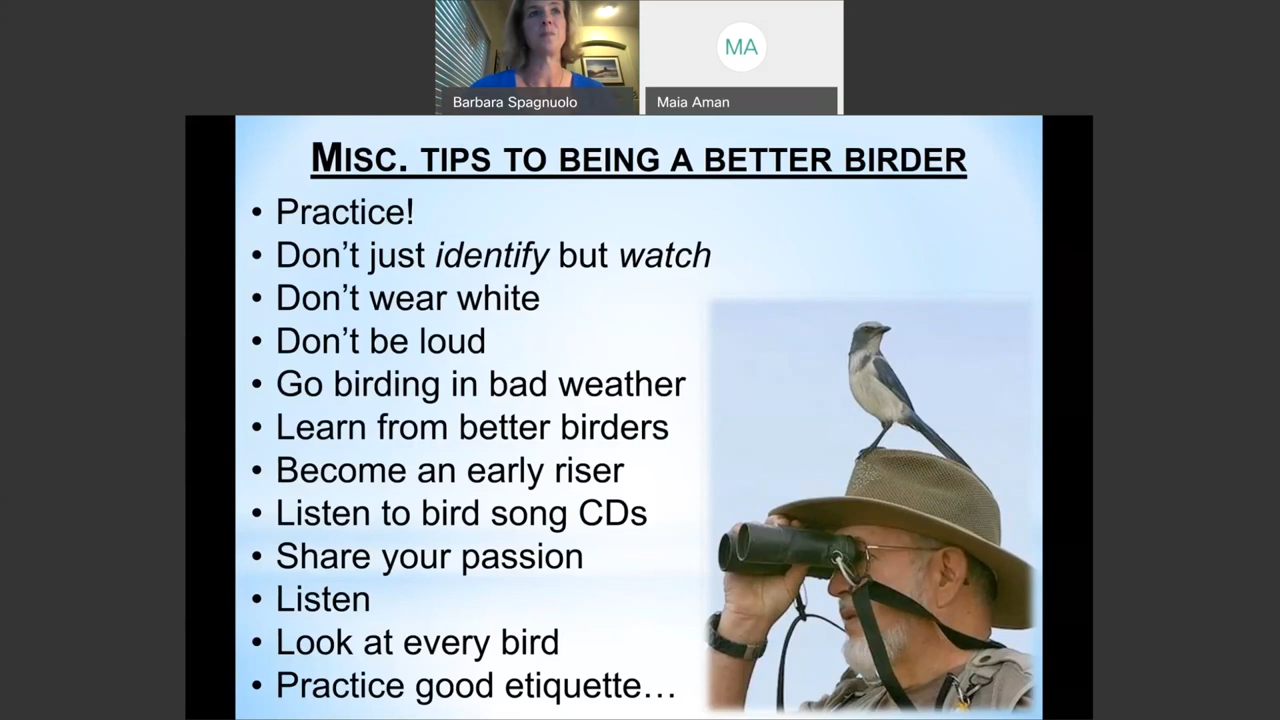 Barbara Spagnuolo
MA
Maia Aman
MISC. TIPS TO BEING A BETTER BIRDER
• Practice!
• Don't just identify but watch
• Don't wear white
• Don't be loud
• Go birding in bad weather
• Learn from better birders
• Become an early riser
• Listen to bird song CDs
• Share your passion
• Listen
• Look at every bird
• Practice good etiquette…